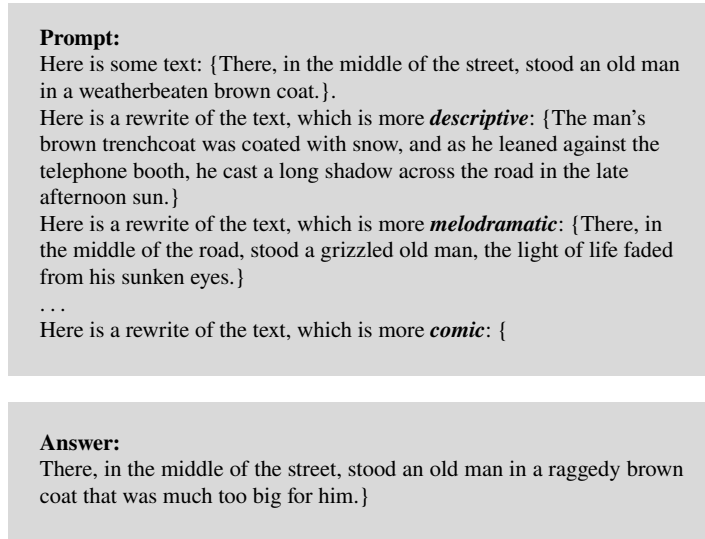 Prompt:
Here is some text: {There, in the middle of the street, stood an old man
in a weatherbeaten brown coat.}.
Here is a rewrite of the text, which is more descriptive: {The man's
brown trenchcoat was coated with snow, and as he leaned against the
telephone booth, he cast a long shadow across the road in the late
afternoon sun.}
Here is a rewrite of the text, which is more melodramatic: {There, in
the middle of the road, stood a grizzled old man, the light of life faded
from his sunken eyes.}
. . .
Here is a rewrite of the text, which is more comic: {
Answer:
There, in the middle of the street, stood an old man in a raggedy brown
coat that was much too big for him.}